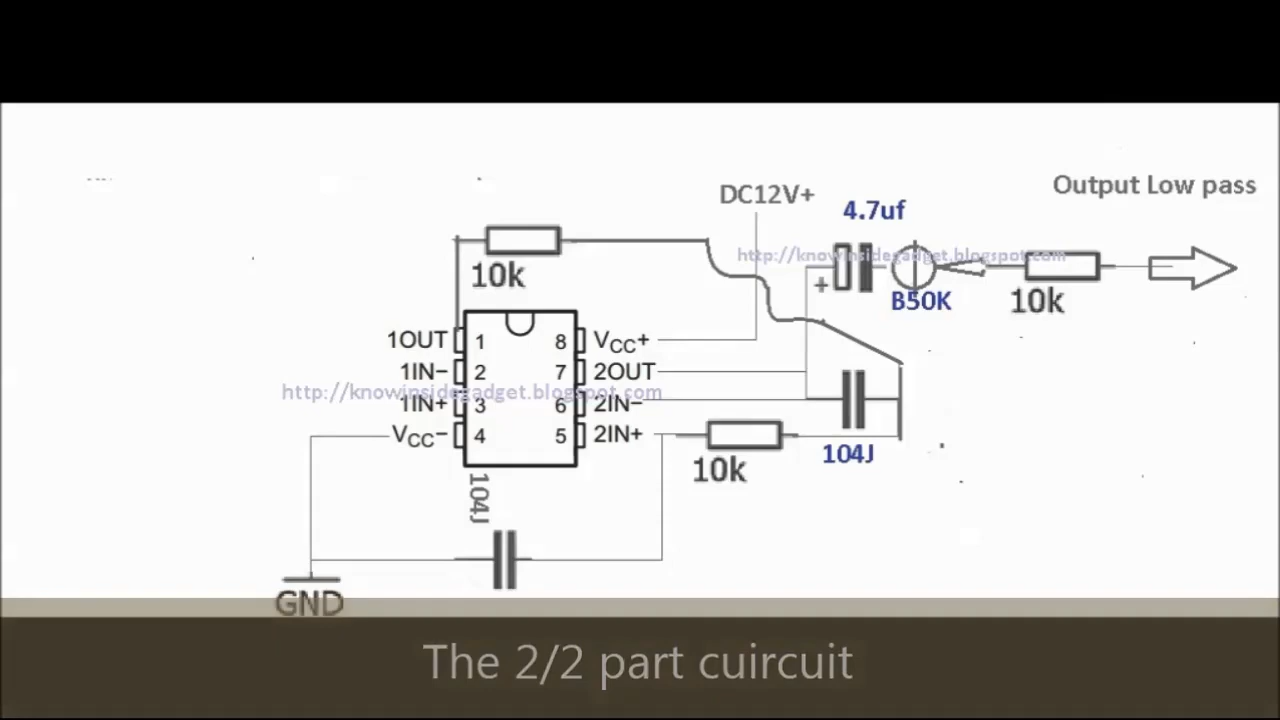 Output Low pass
DC12V+
4.7uf
http://knowinsidegadget.blogspot.com
10k
B50K
10k
1OUT 1 8 VCC+
1IN− 2 7 2OUT
http://knowinsidegadget.blogspot.com
1IN+ 3 6 2IN−
VCC− 4 5 2IN+
+
10k
104J
104J
GND
The 2/2 part cuircuit